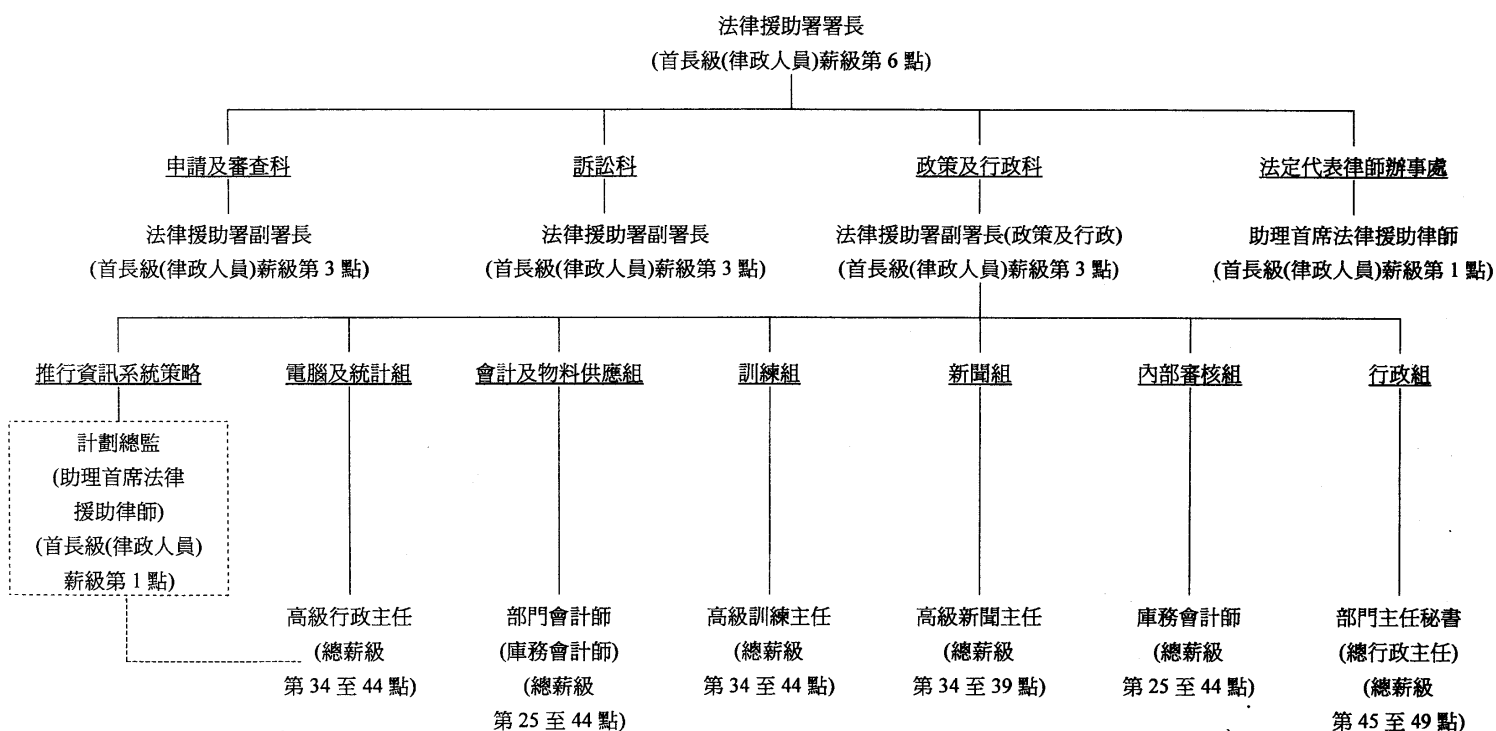 法律援助署署長
(首長級(律政人員)薪級第 6 點)
申請及審查科
訴訟科
政策及行政科
法定代表律師辦事處
法律援助署副署長
(首長級(律政人員)薪級第 3 點)
法律援助署副署長
(首長級(律政人員)薪級第 3 點)
法律援助署副署長(政策及行政)
(首長級(律政人員)薪級第 3 點)
助理首席法律援助律師
(首長級(律政人員)薪級第 1 點)
推行資訊系統策略
電腦及統計組
會計及物料供應組
訓練組
新聞組
內部審核組
行政組
計劃總監
(助理首席法律
援助律師)
(首長級(律政人員)
薪級第 1 點)
高級行政主任
(總薪級
第 34 至 44 點)
部門會計師
(庫務會計師)
(總薪級
第 25 至 44 點)
高級訓練主任
(總薪級
第 34 至 44 點)
高級新聞主任
(總薪級
第 34 至 39 點)
庫務會計師
(總薪級
第 25 至 44 點)
部門主任秘書
(總行政主任)
(總薪級
第 45 至 49 點)